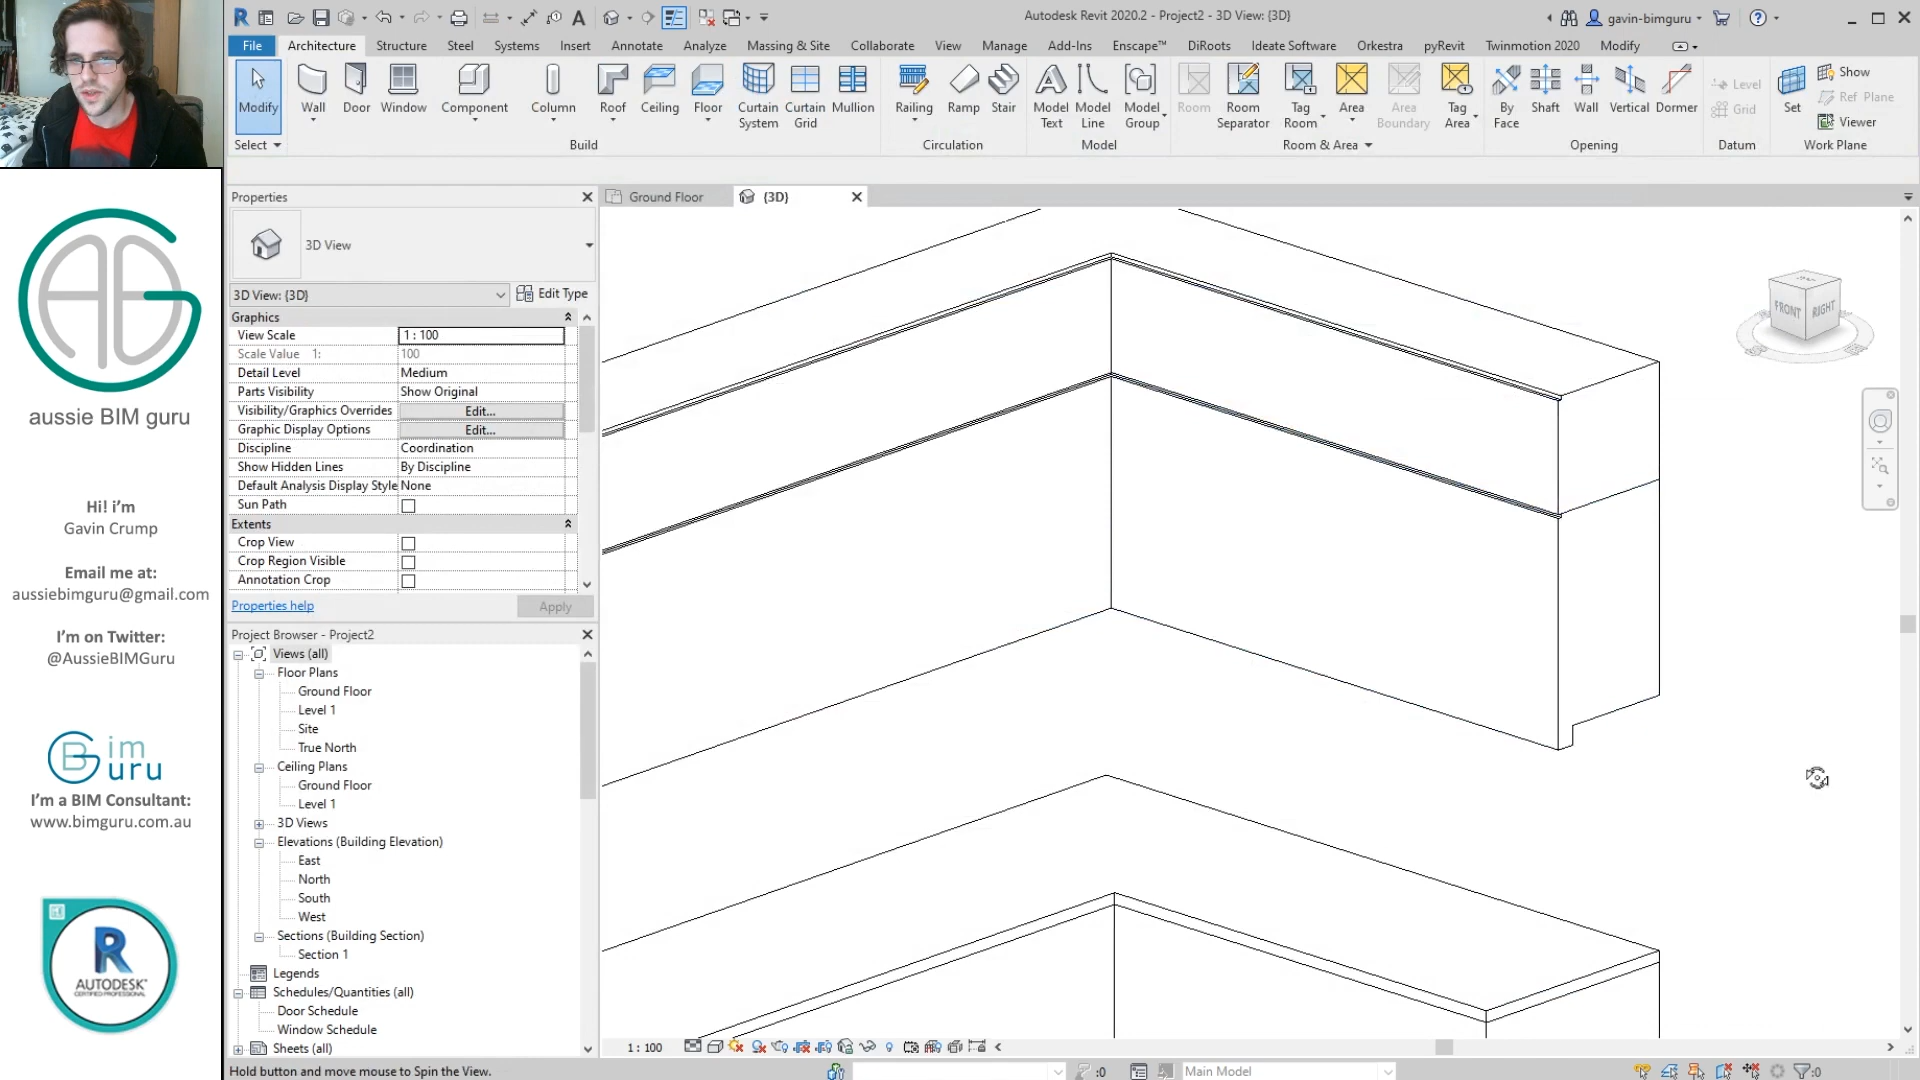 Autodesk Revit 2020.2 - Project2 - 3D View: {3D}
gavin-bimguru
File
Architecture
Structure
Steel
Systems
Insert
Annotate
Analyze
Massing & Site
Collaborate
View
Manage
Add-Ins
Enscape™
DiRoots
Ideate Software
Orkestra
pyRevit
Twinmotion 2020
Modify
Modify
Wall
Door
Window
Component
Column
Roof
Ceiling
Floor
Curtain
System
Curtain
Grid
Mullion
Railing
Ramp
Stair
Model
Text
Model
Line
Model
Group
Room
Room
Separator
Tag
Room
Area
Area
Boundary
Tag
Area
By
Face
Shaft
Wall
Vertical
Dormer
Level
Grid
Set
Show
Ref Plane
Viewer
Select
Build
Circulation
Model
Room & Area
Opening
Datum
Work Plane
Properties
3D View
3D View: {3D}
Edit Type
Graphics
View Scale 1 : 100
Scale Value 1: 100
Detail Level Medium
Parts Visibility Show Original
Visibility/Graphics Overrides Edit...
Graphic Display Options Edit...
Discipline Coordination
Show Hidden Lines By Discipline
Default Analysis Display Style None
Sun Path
Extents
Crop View
Crop Region Visible
Annotation Crop
Properties help
Apply
Project Browser - Project2
Views (all)
Floor Plans
Ground Floor
Level 1
Site
True North
Ceiling Plans
Ground Floor
Level 1
3D Views
Elevations (Building Elevation)
East
North
South
West
Sections (Building Section)
Section 1
Legends
Schedules/Quantities (all)
Door Schedule
Window Schedule
Sheets (all)
Ground Floor
{3D}
FRONT
RIGHT
1 : 100
Hold button and move mouse to Spin the View.
:0
Main Model
:0
aussie BIM guru
Hi! i'm
Gavin Crump
Email me at:
aussiebimguru@gmail.com
I'm on Twitter:
@AussieBIMGuru
Bim
Guru
I'm a BIM Consultant:
www.bimguru.com.au
R
AUTODESK